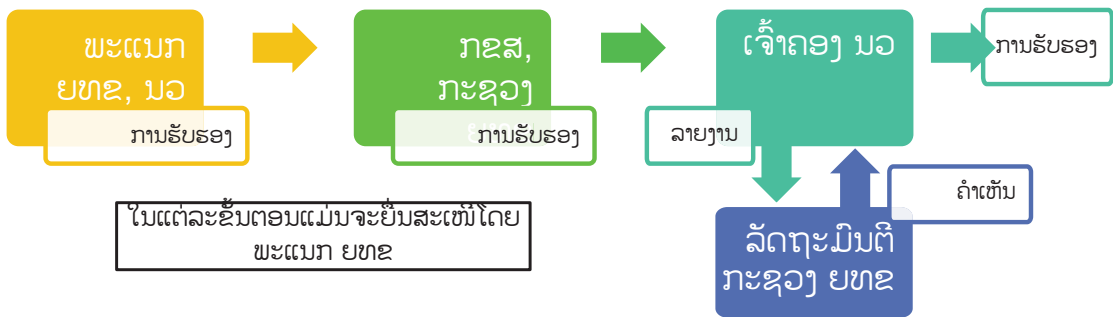 ພະແນກ
ຍທຂ, ນວ
ການຮັບຮອງ
ກຂສ,
ກະຊວງ
ການຮັບຮອງ
ເຈົ້າຄອງ ນວ
ການຮັບຮອງ
ລາຍງານ
ຄຳເຫັນ
ລັດຖະມົນຕີ
ກະຊວງ ຍທຂ
ໃນແຕ່ລະຂັ້ນຕອນແມ່ນຈະຍື່ນສະເໜີໂດຍ
ພະແນກ ຍທຂ